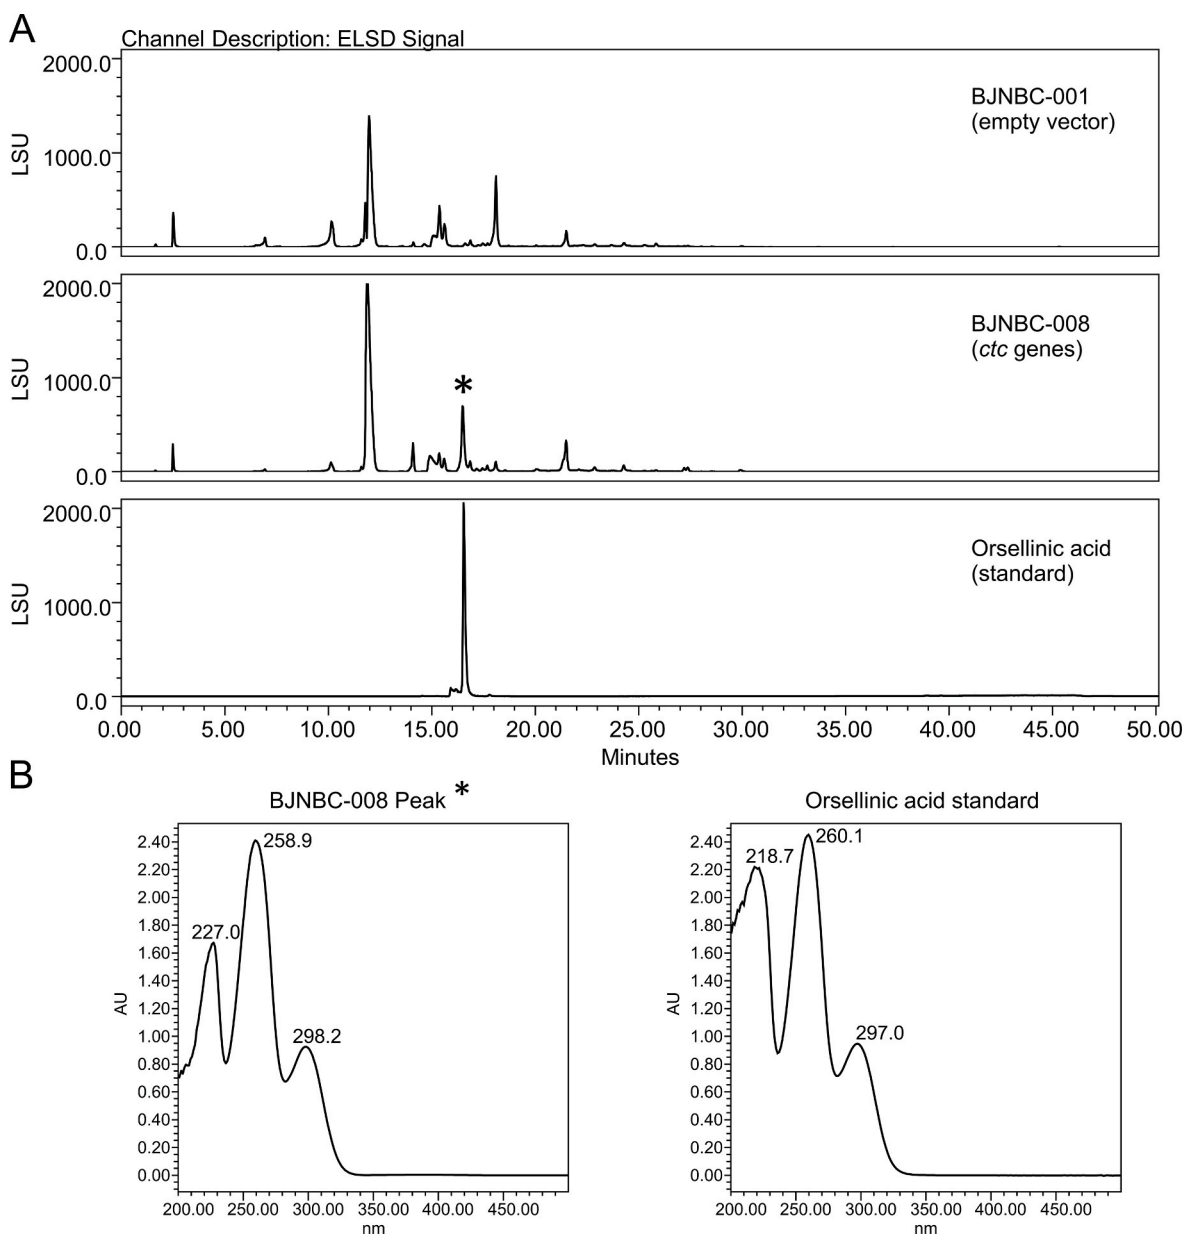 A
Channel Description: ELSD Signal
2000.0
1000.0
0.0
LSU
BJNBC-001
(empty vector)
2000.0
1000.0
0.0
LSU
*
BJNBC-008
(ctc genes)
2000.0
1000.0
0.0
LSU
Orsellinic acid
(standard)
0.00 5.00 10.00 15.00 20.00 25.00 30.00 35.00 40.00 45.00 50.00
Minutes
B
BJNBC-008 Peak *
2.40
2.20
2.00
1.80
1.60
1.40
1.20
1.00
0.80
0.60
0.40
0.20
0.00
AU
227.0
258.9
298.2
200.00 250.00 300.00 350.00 400.00 450.00
nm
Orsellinic acid standard
2.40
2.20
2.00
1.80
1.60
1.40
1.20
1.00
0.80
0.60
0.40
0.20
0.00
AU
218.7
260.1
297.0
200.00 250.00 300.00 350.00 400.00 450.00
nm